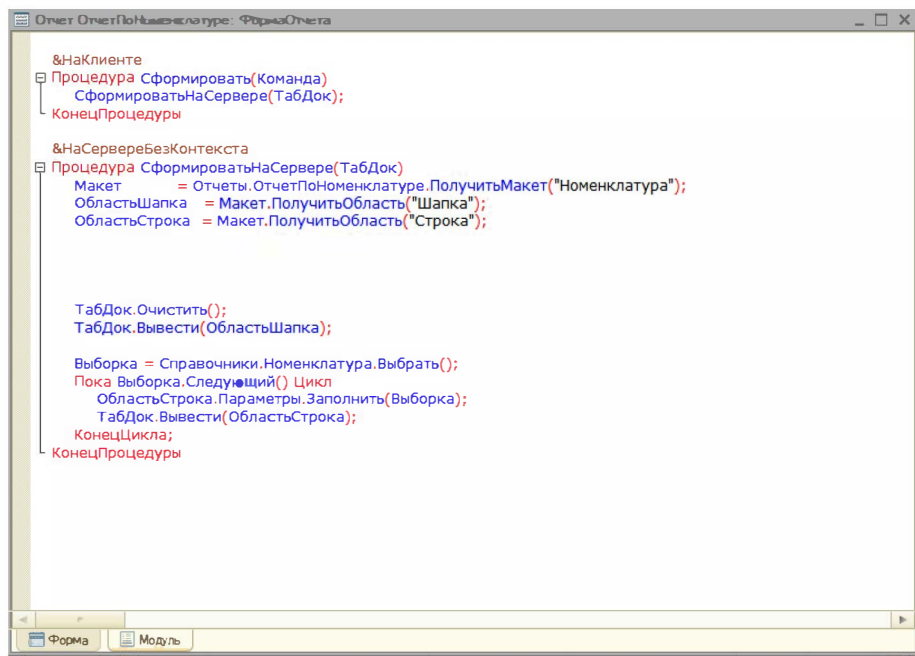 Отчет ОтчетПоНоменклатуре: ФормаОтчета
&НаКлиенте
Процедура Сформировать(Команда)
СформироватьНаСервере(ТабДок);
КонецПроцедуры
&НаСервереБезКонтекста
Процедура СформироватьНаСервере(ТабДок)
Макет = Отчеты.ОтчетПоНоменклатуре.ПолучитьМакет("Номенклатура");
ОбластьШапка = Макет.ПолучитьОбласть("Шапка");
ОбластьСтрока = Макет.ПолучитьОбласть("Строка");
ТабДок.Очистить();
ТабДок.Вывести(ОбластьШапка);
Выборка = Справочники.Номенклатура.Выбрать();
Пока Выборка.Следующий() Цикл
ОбластьСтрока.Параметры.Заполнить(Выборка);
ТабДок.Вывести(ОбластьСтрока);
КонецЦикла;
КонецПроцедуры
Форма Модуль